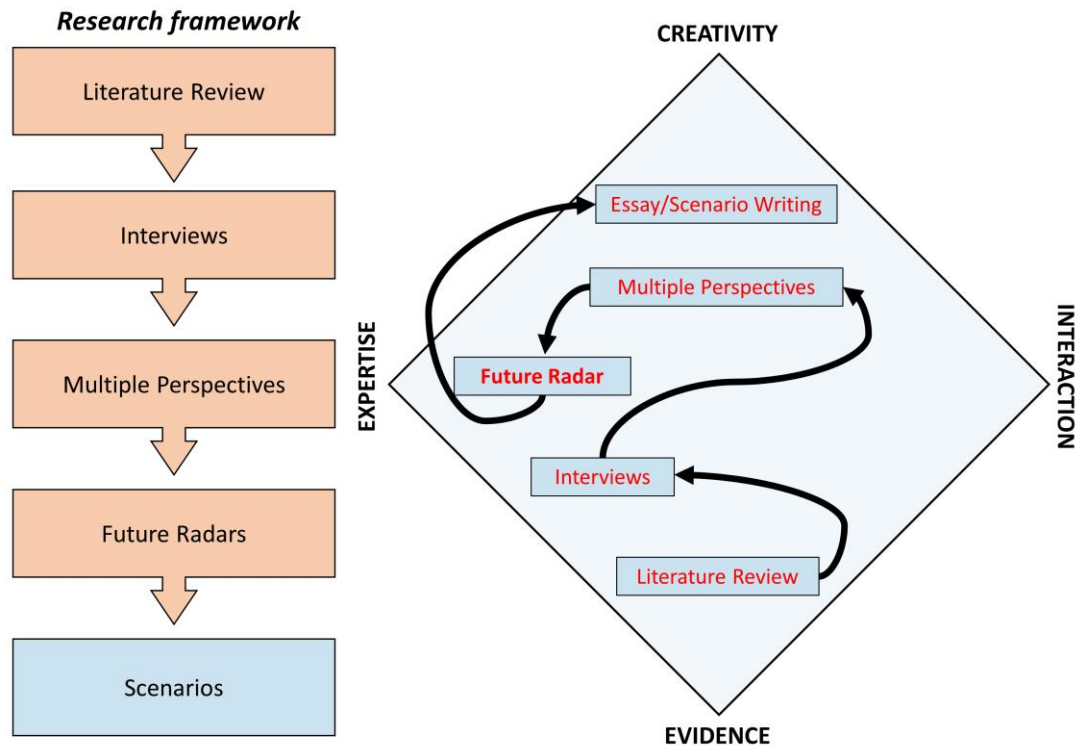 Research framework
Literature Review
Interviews
Multiple Perspectives
Future Radars
Scenarios
CREATIVITY
Essay/Scenario Writing
Multiple Perspectives
EXPERTISE
Future Radar
INTERACTION
Interviews
Literature Review
EVIDENCE